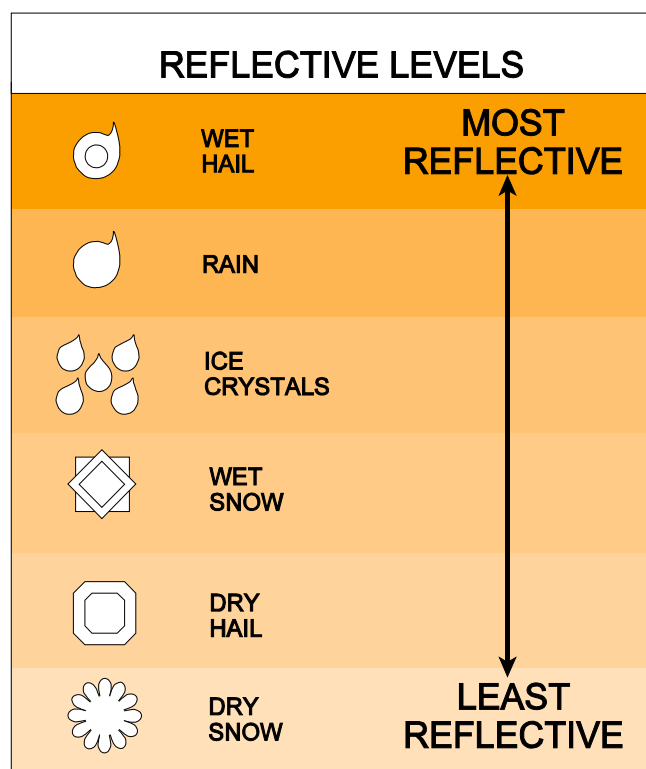 REFLECTIVE LEVELS
WET
HAIL
MOST
REFLECTIVE
RAIN
ICE
CRYSTALS
WET
SNOW
DRY
HAIL
DRY
SNOW
LEAST
REFLECTIVE